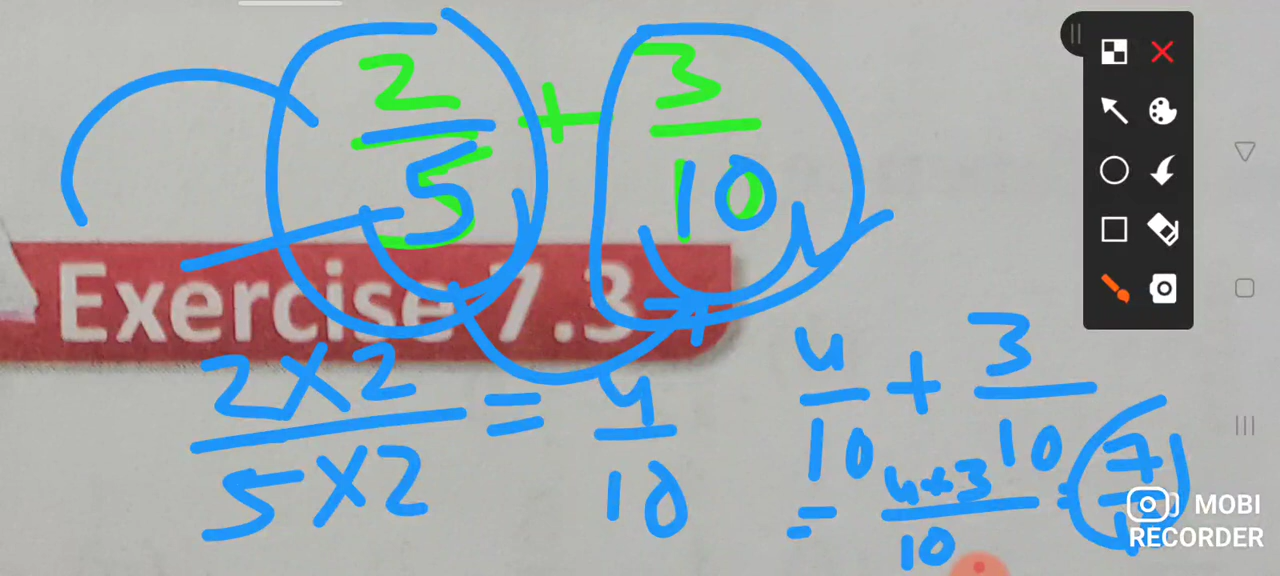 2/5 + 3/10
Exercise 7.3
2×2/5×2 = 4/10
4/10 + 3/10
= 4+3/10 = 7/10
MOBI
RECORDER